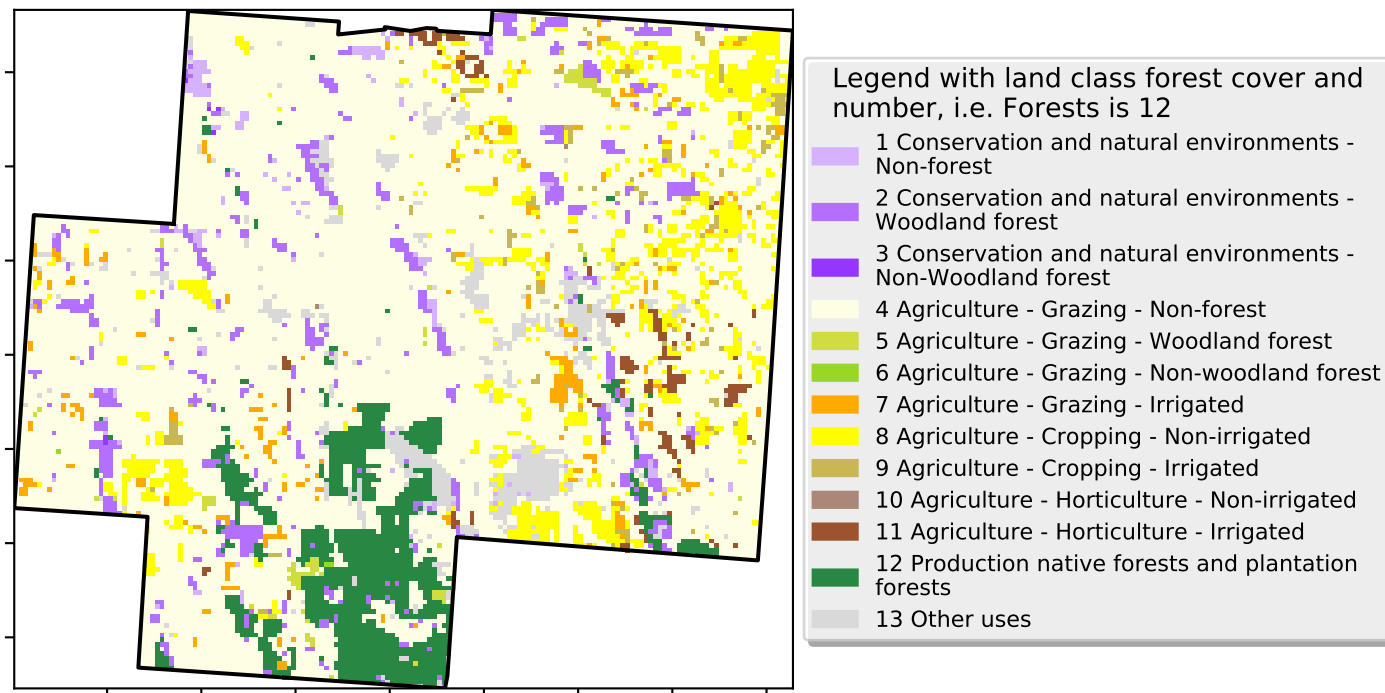 Legend with land class forest cover and
number, i.e. Forests is 12
1 Conservation and natural environments -
Non-forest
2 Conservation and natural environments -
Woodland forest
3 Conservation and natural environments -
Non-Woodland forest
4 Agriculture - Grazing - Non-forest
5 Agriculture - Grazing - Woodland forest
6 Agriculture - Grazing - Non-woodland forest
7 Agriculture - Grazing - Irrigated
8 Agriculture - Cropping - Non-irrigated
9 Agriculture - Cropping - Irrigated
10 Agriculture - Horticulture - Non-irrigated
11 Agriculture - Horticulture - Irrigated
12 Production native forests and plantation
forests
13 Other uses